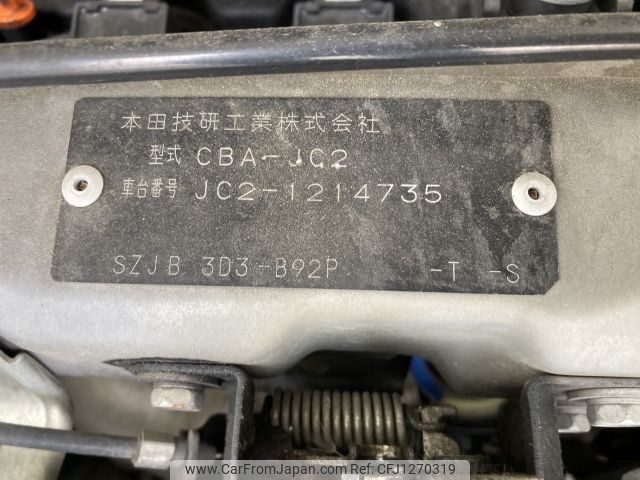 本田技研工業株式会社
型式 CBA-JC2
車台番号 JC2-1214735
SZJB 3D3-B92P -T -S
www.CarFromJapan.com - Ref#CFJ1270319